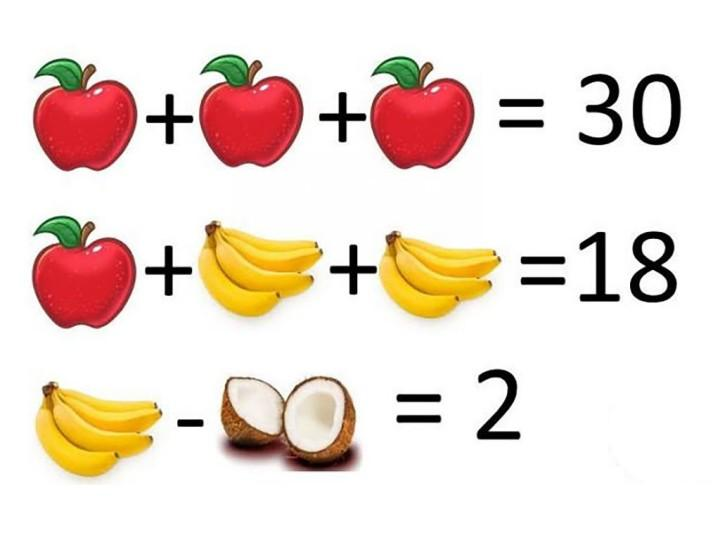 + + = 30
+ + =18
- = 2